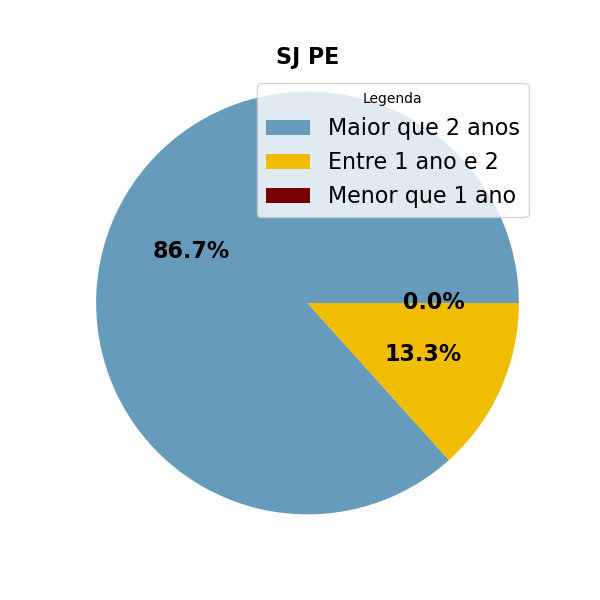 SJ PE
Legenda
Maior que 2 anos
Entre 1 ano e 2
Menor que 1 ano
86.7%
0.0%
13.3%